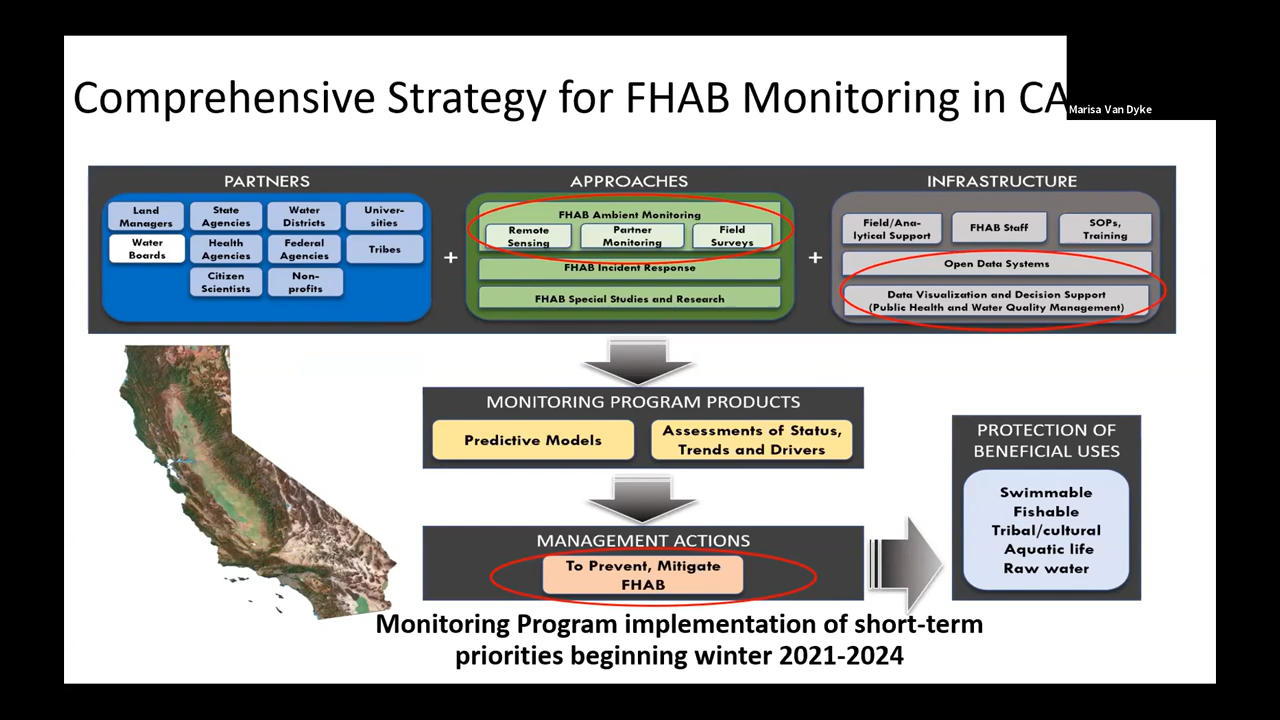 Comprehensive Strategy for FHAB Monitoring in CA
Marisa Van Dyke
PARTNERS
Land
Managers
State
Agencies
Water
Districts
Univer-
sities
Water
Boards
Health
Agencies
Federal
Agencies
Tribes
Citizen
Scientists
Non-
profits
+
APPROACHES
FHAB Ambient Monitoring
Remote
Sensing
Partner
Monitoring
Field
Surveys
FHAB Incident Response
FHAB Special Studies and Research
+
INFRASTRUCTURE
Field/Ana-
lytical Support
FHAB Staff
SOPs,
Training
Open Data Systems
Data Visualization and Decision Support
(Public Health and Water Quality Management)
MONITORING PROGRAM PRODUCTS
Predictive Models
Assessments of Status,
Trends and Drivers
MANAGEMENT ACTIONS
To Prevent, Mitigate
FHAB
PROTECTION OF
BENEFICIAL USES
Swimmable
Fishable
Tribal/cultural
Aquatic life
Raw water
Monitoring Program implementation of short-term
priorities beginning winter 2021-2024